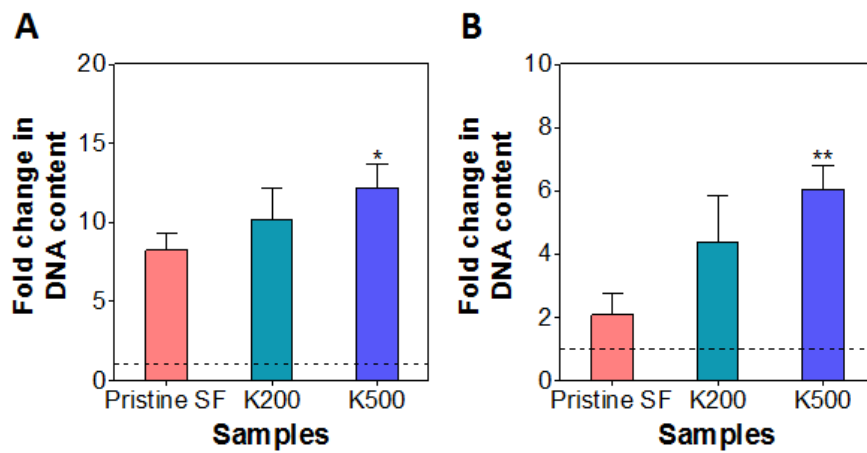 A
Fold change in
DNA content
20
15
10
5
0
*
Pristine SF K200 K500
Samples
B
Fold change in
DNA content
10
8
6
4
2
0
**
Pristine SF K200 K500
Samples